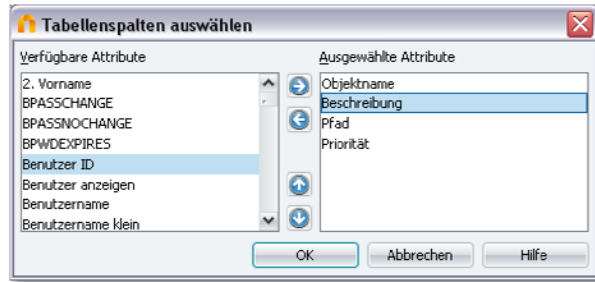 Tabellenspalten auswählen
Verfügbare Attribute
Ausgewählte Attribute
2. Vorname
BPASSCHANGE
BPASSNOCHANGE
BPWDEXPIRES
Benutzer ID
Benutzer anzeigen
Benutzername
Benutzername klein
Objektname
Beschreibung
Pfad
Priorität
OK
Abbrechen
Hilfe